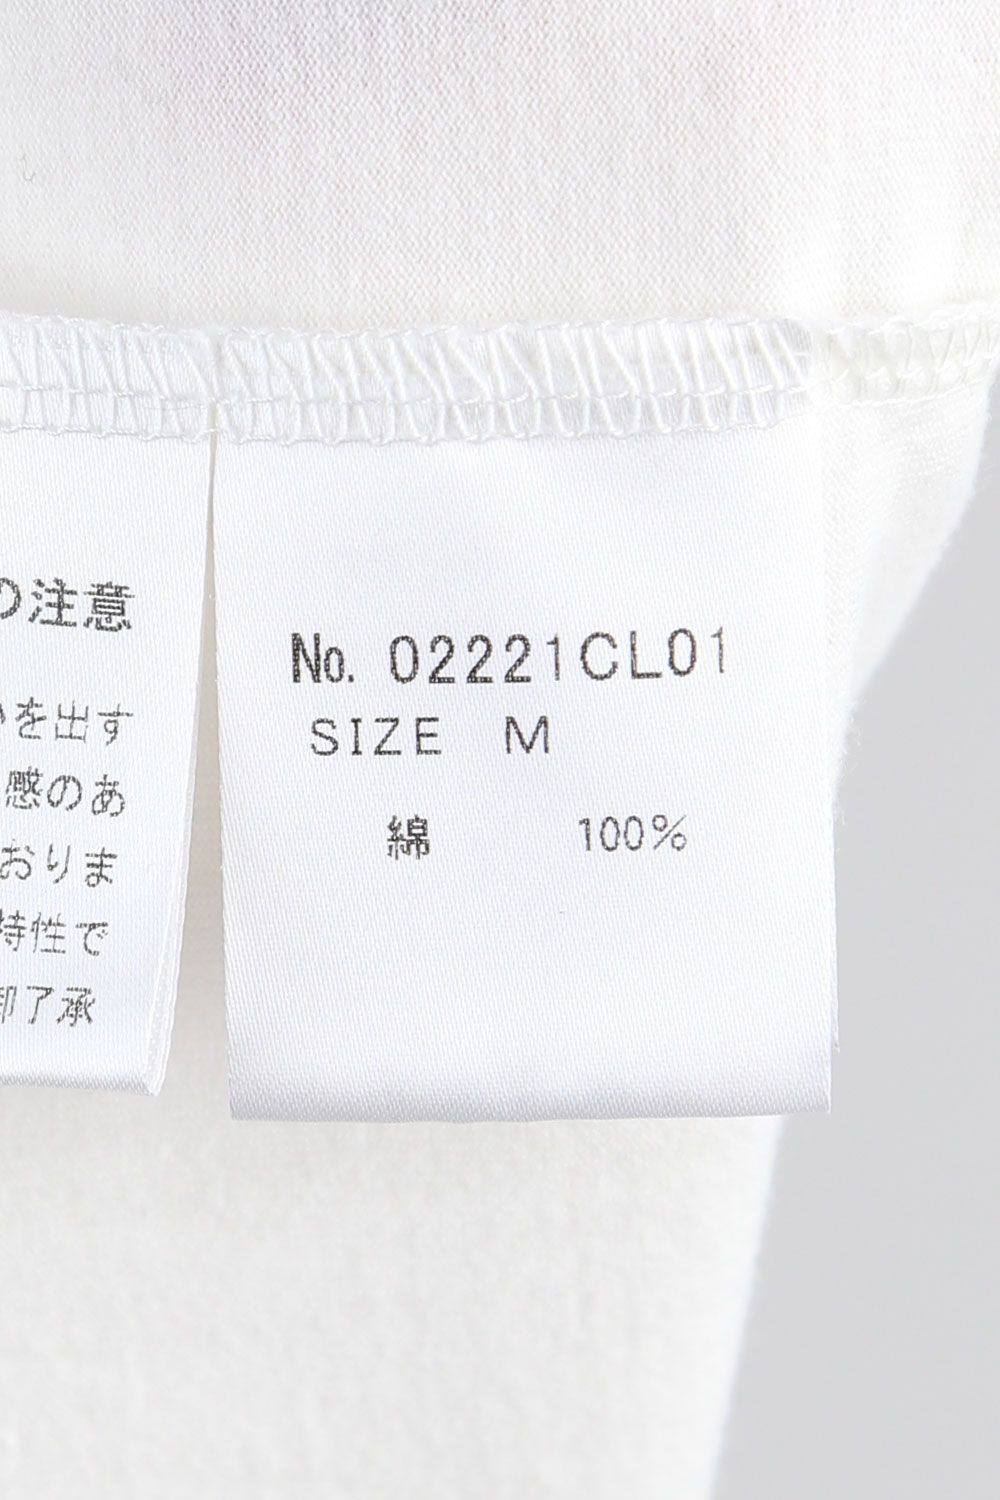 の注意
を出す
感のあ
おりま
特性で
御了承
No. 02221CL01
SIZE M
綿 100%